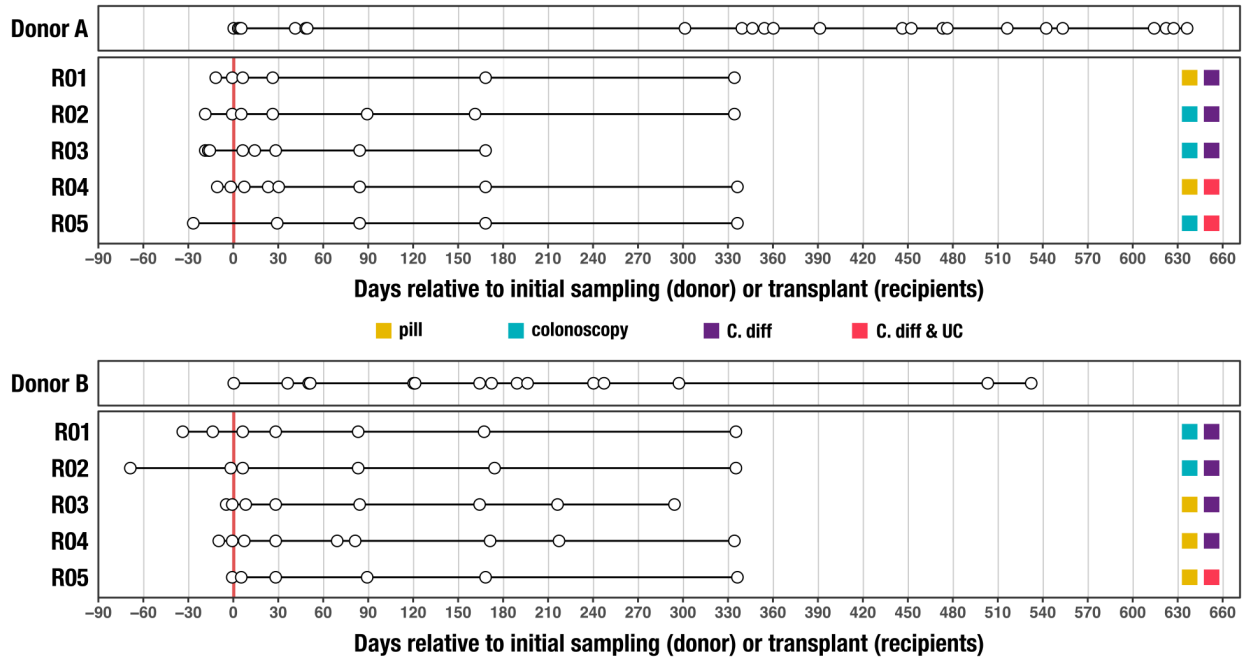 Donor A
R01
R02
R03
R04
R05
−90 −60 −30 0 30 60 90 120 150 180 210 240 270 300 330 360 390 420 450 480 510 540 570 600 630 660
Days relative to initial sampling (donor) or transplant (recipients)
pill colonoscopy C. diff C. diff & UC
Donor B
R01
R02
R03
R04
R05
−90 −60 −30 0 30 60 90 120 150 180 210 240 270 300 330 360 390 420 450 480 510 540 570 600 630 660
Days relative to initial sampling (donor) or transplant (recipients)